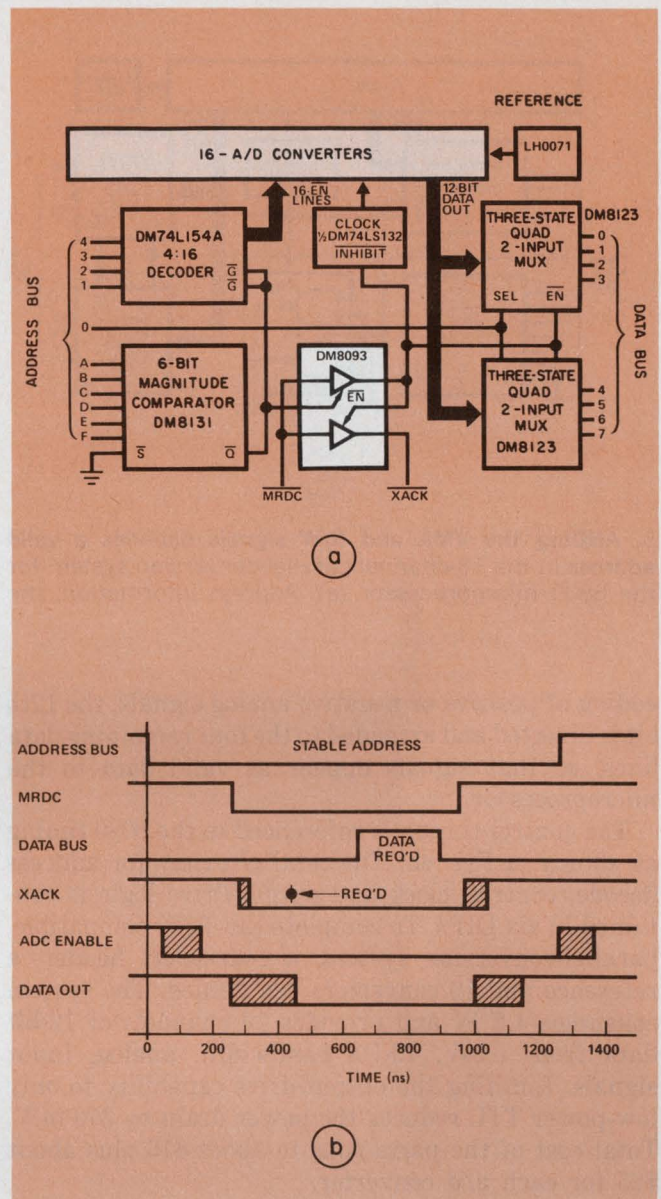 REFERENCE
16 - A/D CONVERTERS
LH0071
16-EN
LINES
12-BIT
DATA
OUT
DM74L154A
4:16
DECODER
G
G
4
3
2
1
CLOCK
½DM74LS132
INHIBIT
THREE-STATE
QUAD
2-INPUT
MUX
SEL EN
DM8123
0
1
2
3
ADDRESS BUS
DATA BUS
0
A
B
C
D
E
F
6-BIT
MAGNITUDE
COMPARATOR
DM8131
S Q
DM8093
EN
THREE-STATE
QUAD
2-INPUT
MUX
DM8123
4
5
6
7
MRDC XACK
a
ADDRESS BUS
STABLE ADDRESS
MRDC
DATA BUS
DATA
REQ'D
XACK
REQ'D
ADC ENABLE
DATA OUT
0 200 400 600 800 1000 1200 1400
TIME (ns)
b